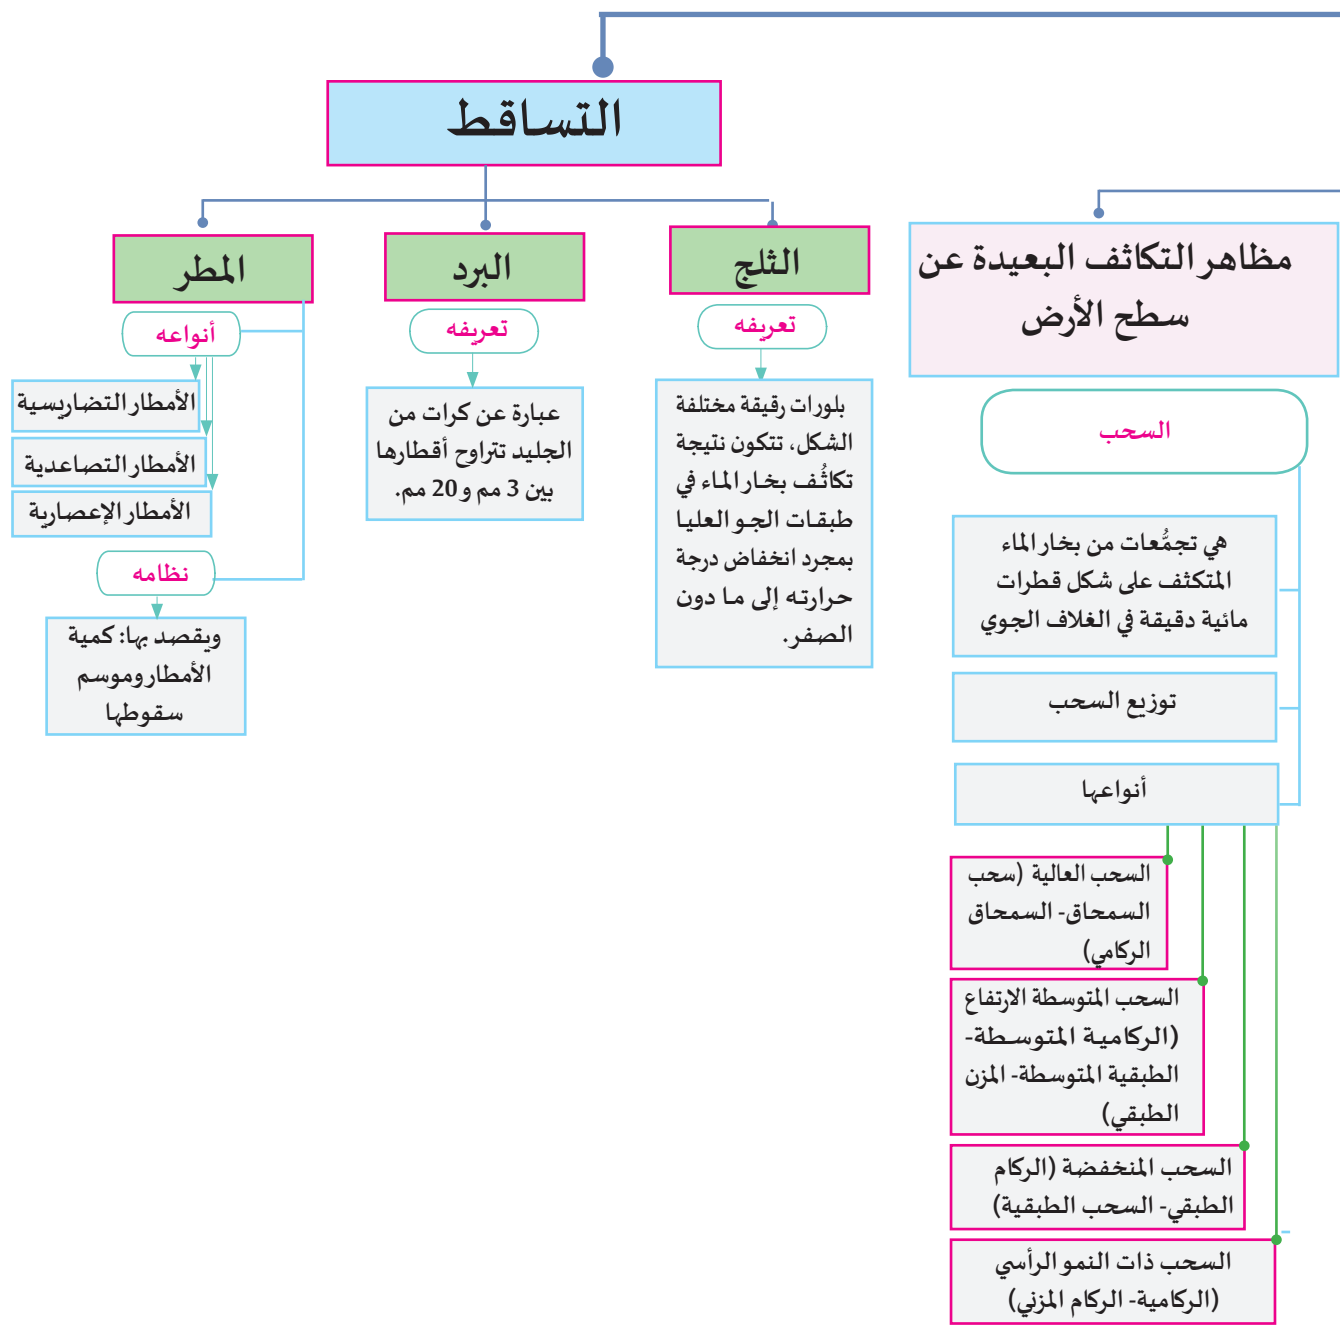 التساقط
مظاهر التكاثف البعيدة عن
سطح الأرض
السحب
هي تجمُّعات من بخار الماء
المتكثف على شكل قطرات
مائية دقيقة في الغلاف الجوي
توزيع السحب
أنواعها
السحب العالية (سحب
السمحاق- السمحاق
الركامي)
السحب المتوسطة الارتفاع
(الركامية المتوسطة-
الطبقية المتوسطة- المزن
الطبقي)
السحب المنخفضة (الركام
الطبقي- السحب الطبقية)
السحب ذات النمو الرأسي
(الركامية- الركام المزني)
الثلج
تعريفه
بلورات رقيقة مختلفة
الشكل، تتكون نتيجة
تكاثُف بخار الماء في
طبقات الجو العليا
بمجرد انخفاض درجة
حرارته إلى ما دون
الصفر.
البرد
تعريفه
عبارة عن كرات من
الجليد تتراوح أقطارها
بين 3 مم و 20 مم.
المطر
أنواعه
الأمطار التضاريسية
الأمطار التصاعدية
الأمطار الإعصارية
نظامه
ويقصد بها: كمية
الأمطار وموسم
سقوطها